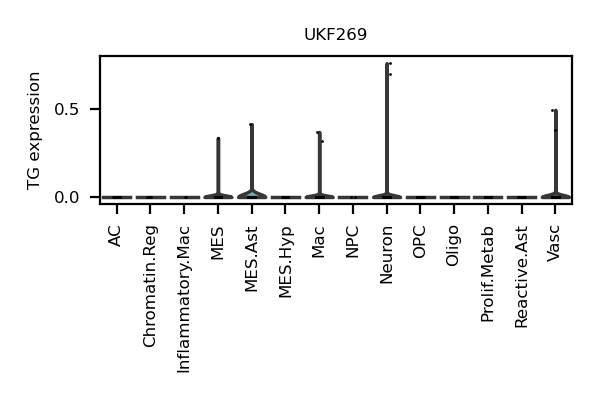 UKF269
TG expression
0.5
0.0
AC
Chromatin.Reg
Inflammatory.Mac
MES
MES.Ast
MES.Hyp
Mac
NPC
Neuron
OPC
Oligo
Prolif.Metab
Reactive.Ast
Vasc